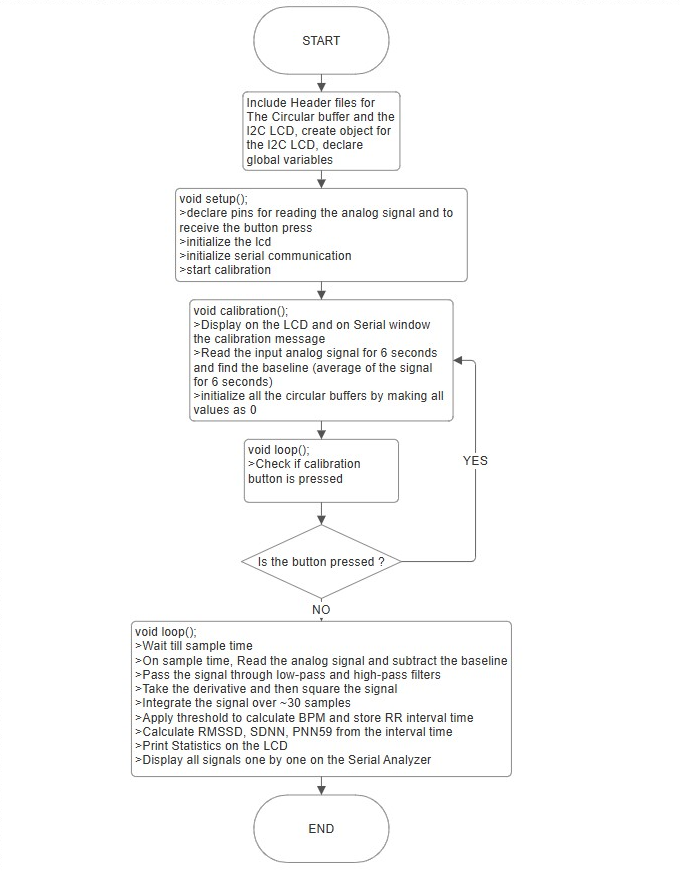 START
Include Header files for
The Circular buffer and the
I2C LCD, create object for
the I2C LCD, declare
global variables
void setup();
>declare pins for reading the analog signal and to
receive the button press
>initialize the lcd
>initialize serial communication
>start calibration
void calibration();
>Display on the LCD and on Serial window
the calibration message
>Read the input analog signal for 6 seconds
and find the baseline (average of the signal
for 6 seconds)
>initialize all the circular buffers by making all
values as 0
void loop();
>Check if calibration
button is pressed
YES
Is the button pressed ?
NO
void loop();
>Wait till sample time
>On sample time, Read the analog signal and subtract the baseline
>Pass the signal through low-pass and high-pass filters
>Take the derivative and then square the signal
>Integrate the signal over ~30 samples
>Apply threshold to calculate BPM and store RR interval time
>Calculate RMSSD, SDNN, PNN59 from the interval time
>Print Statistics on the LCD
>Display all signals one by one on the Serial Analyzer
END